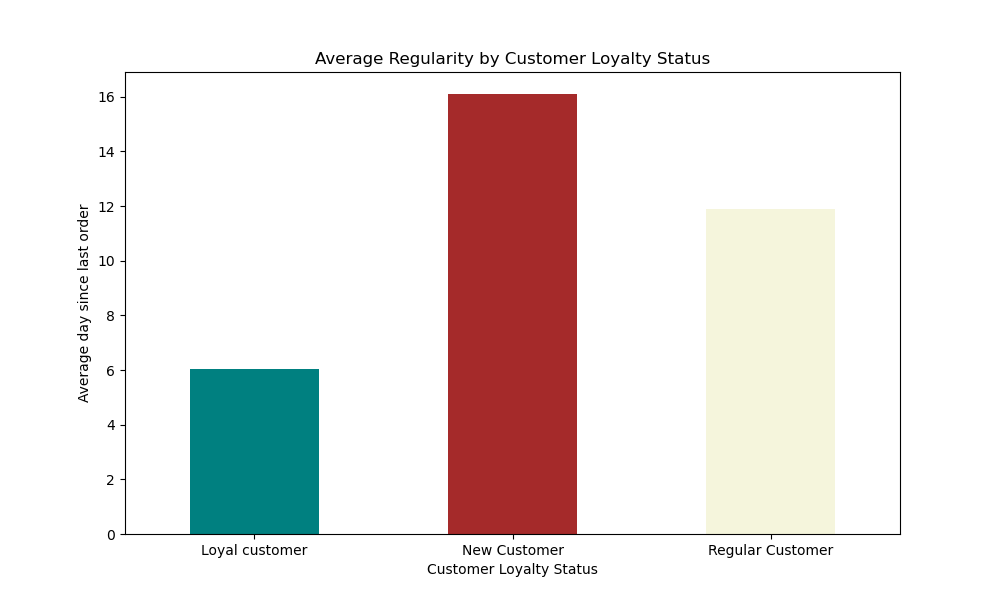 Average Regularity by Customer Loyalty Status
Average day since last order
16
14
12
10
8
6
4
2
0
Loyal customer
New Customer
Regular Customer
Customer Loyalty Status